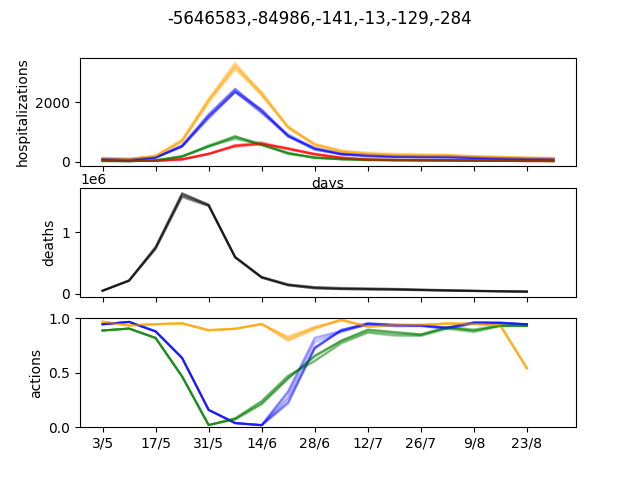 -5646583,-84986,-141,-13,-129,-284
hospitalizations
2000
0
days
1e6
deaths
1
0
actions
1.0
0.5
0.0
3/5 17/5 31/5 14/6 28/6 12/7 26/7 9/8 23/8